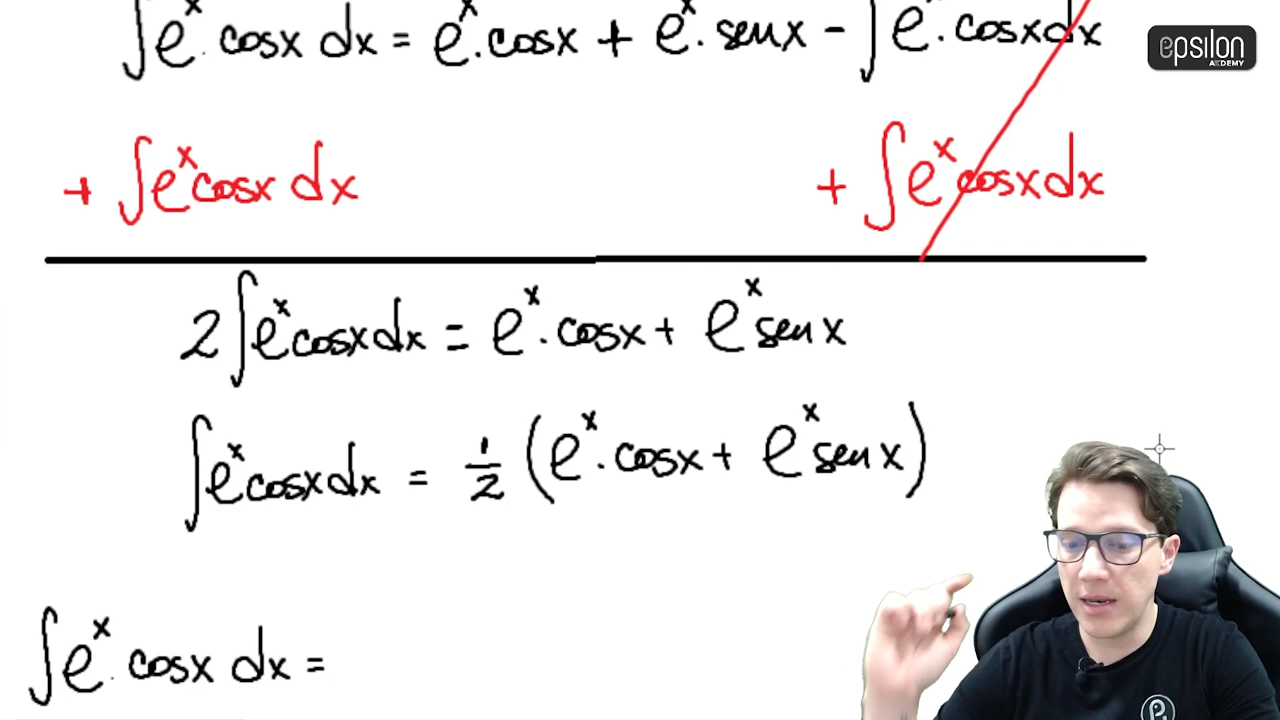 ∫eˣ. cosx dx = eˣ. cosx + eˣ. senx - ∫eˣ. cosxdx
epsilon
AKDEMY
+ ∫eˣcosx dx + ∫eˣcosxdx
2∫eˣcosxdx = eˣ. cosx + eˣsenx
∫eˣcosxdx = 1/2 (eˣ. cosx + eˣsenx)
∫eˣ. cosx dx =